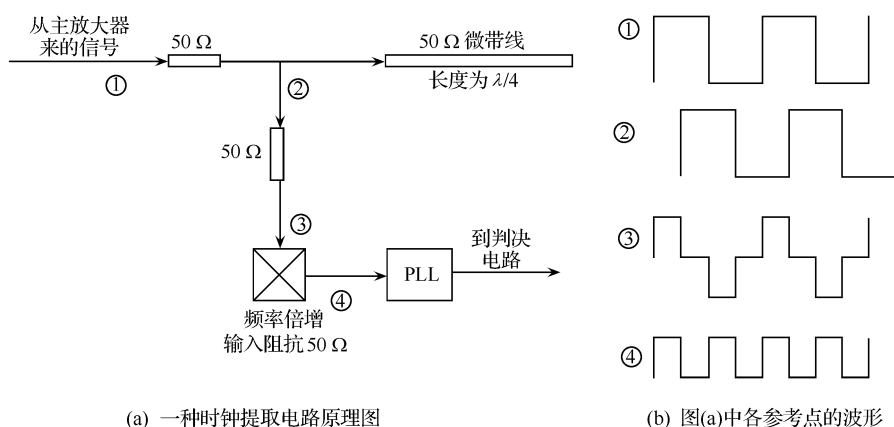 从主放大器
来的信号
①
50 Ω
②
50 Ω 微带线
长度为 λ/4
50 Ω
③
频率倍增
输入阻抗 50 Ω
④
PLL
到判决
电路
(a) 一种时钟提取电路原理图
①
②
③
④
(b) 图(a)中各参考点的波形